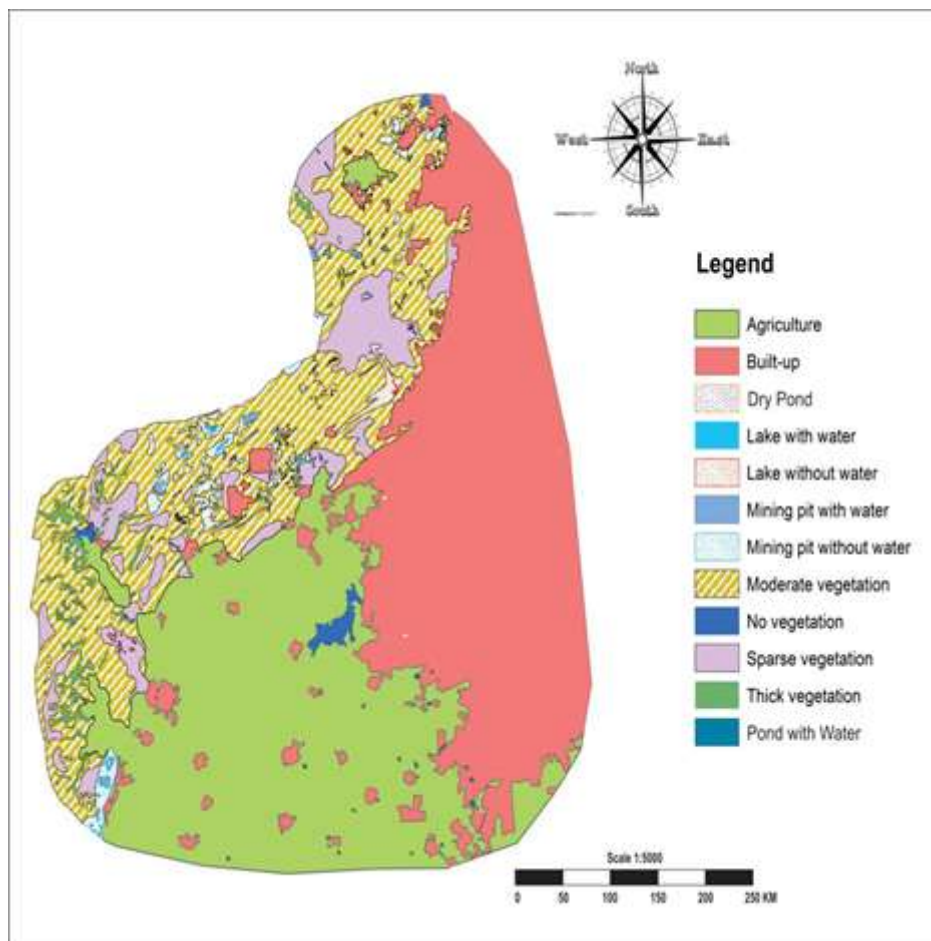 North
West
East
South
Legend
Agriculture
Built-up
Dry Pond
Lake with water
Lake without water
Mining pit with water
Mining pit without water
Moderate vegetation
No vegetation
Sparse vegetation
Thick vegetation
Pond with Water
Scale 1:5000
0 50 100 150 200 250 KM